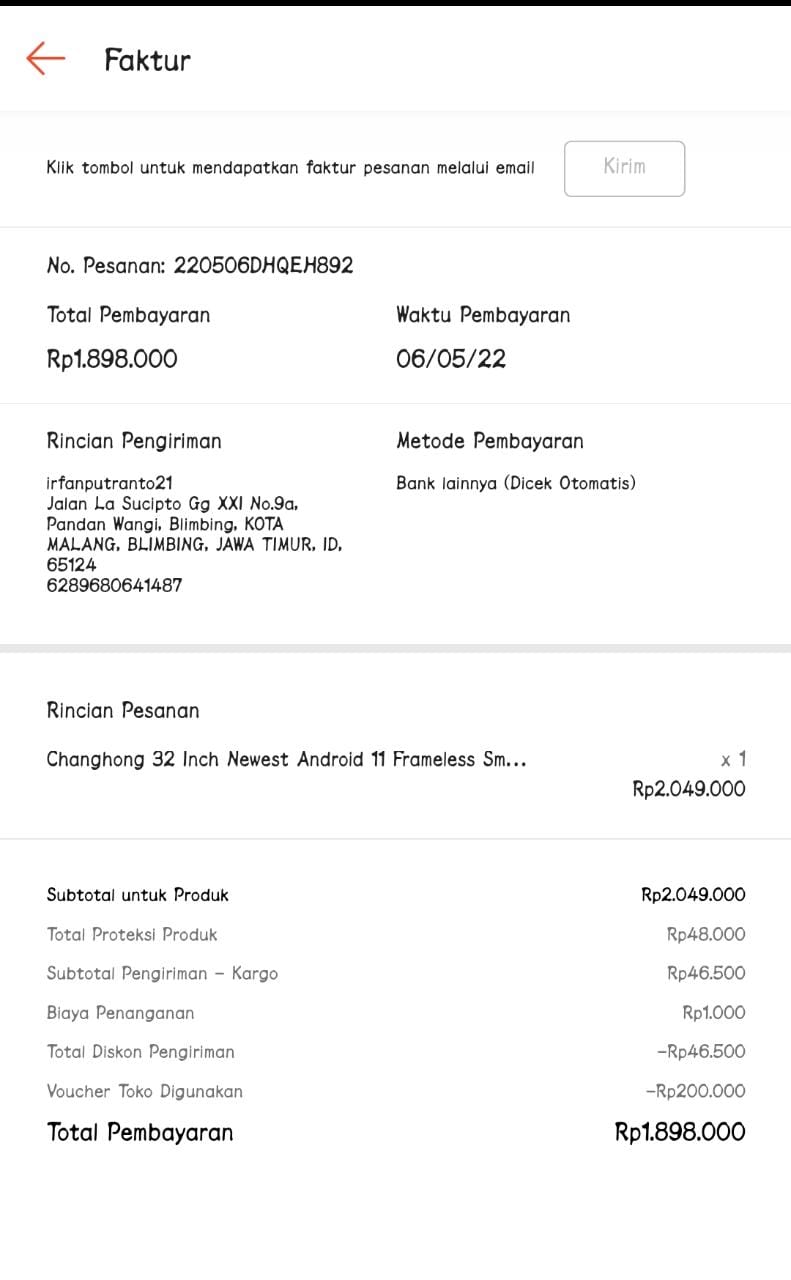 Faktur
Klik tombol untuk mendapatkan faktur pesanan melalui email
Kirim
No. Pesanan: 220506DHQEH892
Total Pembayaran
Rp1.898.000
Waktu Pembayaran
06/05/22
Rincian Pengiriman
irfanputranto21
Jalan La Sucipto Gg XXI No.9a,
Pandan Wangi, Blimbing, KOTA
MALANG, BLIMBING, JAWA TIMUR, ID,
65124
6289680641487
Metode Pembayaran
Bank lainnya (Dicek Otomatis)
Rincian Pesanan
Changhong 32 Inch Newest Android 11 Frameless Sm...
x 1
Rp2.049.000
Subtotal untuk Produk Rp2.049.000
Total Proteksi Produk Rp48.000
Subtotal Pengiriman - Kargo Rp46.500
Biaya Penanganan Rp1.000
Total Diskon Pengiriman -Rp46.500
Voucher Toko Digunakan -Rp200.000
Total Pembayaran Rp1.898.000